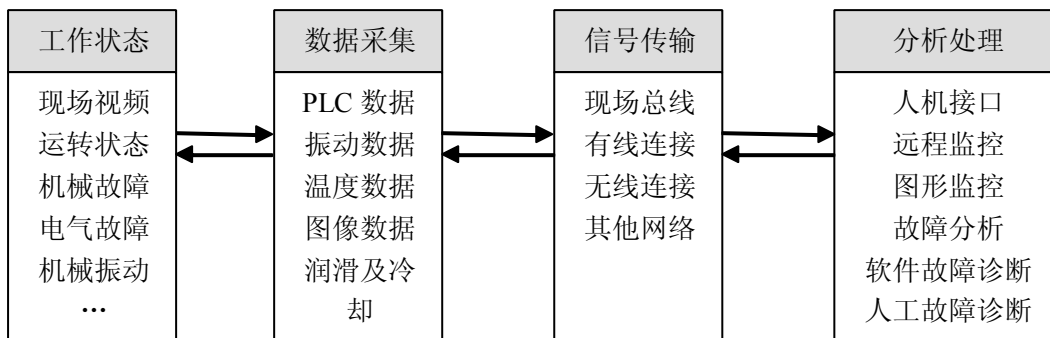 工作状态
现场视频
运转状态
机械故障
电气故障
机械振动
…
数据采集
PLC 数据
振动数据
温度数据
图像数据
润滑及冷
却
信号传输
现场总线
有线连接
无线连接
其他网络
分析处理
人机接口
远程监控
图形监控
故障分析
软件故障诊断
人工故障诊断